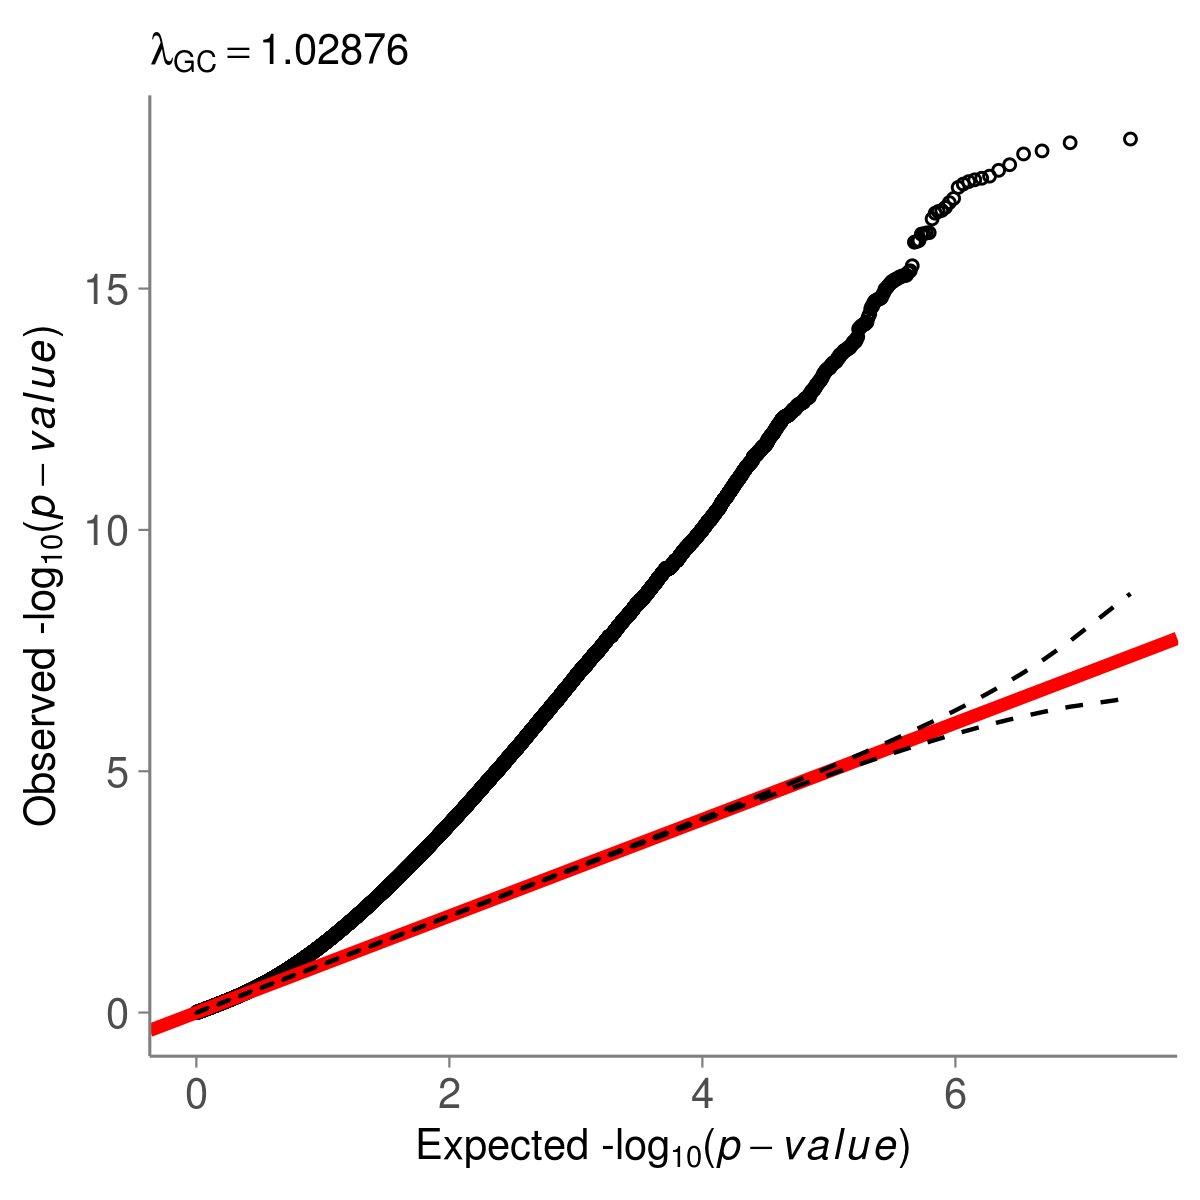 λGC = 1.02876
Observed -log10(p − value)
15
10
5
0
0 2 4 6
Expected -log10(p − value)